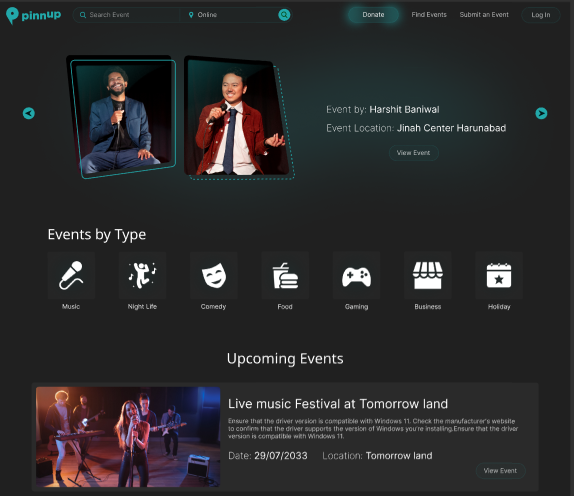 pinnup
Search Event
Online
Donate
Find Events
Submit an Event
Log In
Event by: Harshit Baniwal
Event Location: Jinah Center Harunabad
View Event
Events by Type
Music
Night Life
Comedy
Food
Gaming
Business
Holiday
Upcoming Events
Live music Festival at Tomorrow land
Ensure that the driver version is compatible with Windows 11. Check the manufacturer's website
to confirm that the driver supports the version of Windows you're installing.Ensure that the driver
version is compatible with Windows 11.
Date: 29/07/2033 Location: Tomorrow land
View Event